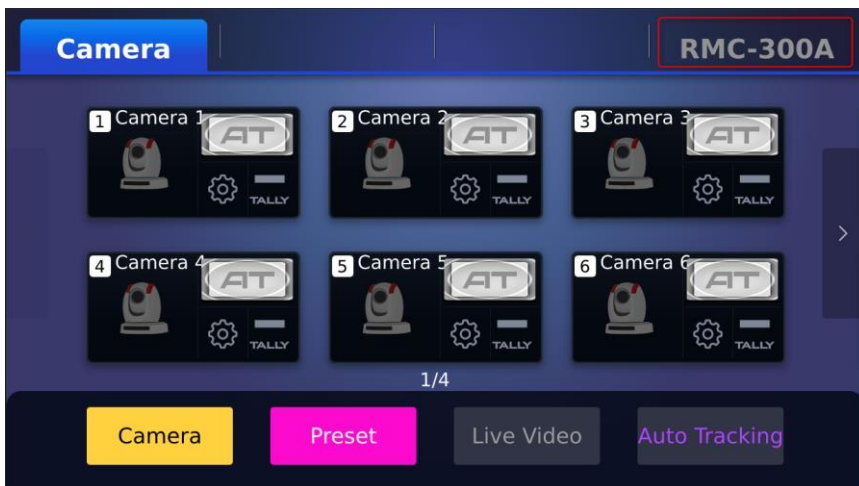 Camera
RMC-300A
1 Camera 1
AT
TALLY
2 Camera 2
AT
TALLY
3 Camera 3
AT
TALLY
4 Camera 4
AT
TALLY
5 Camera 5
AT
TALLY
6 Camera 6
AT
TALLY
1/4
Camera
Preset
Live Video
Auto Tracking